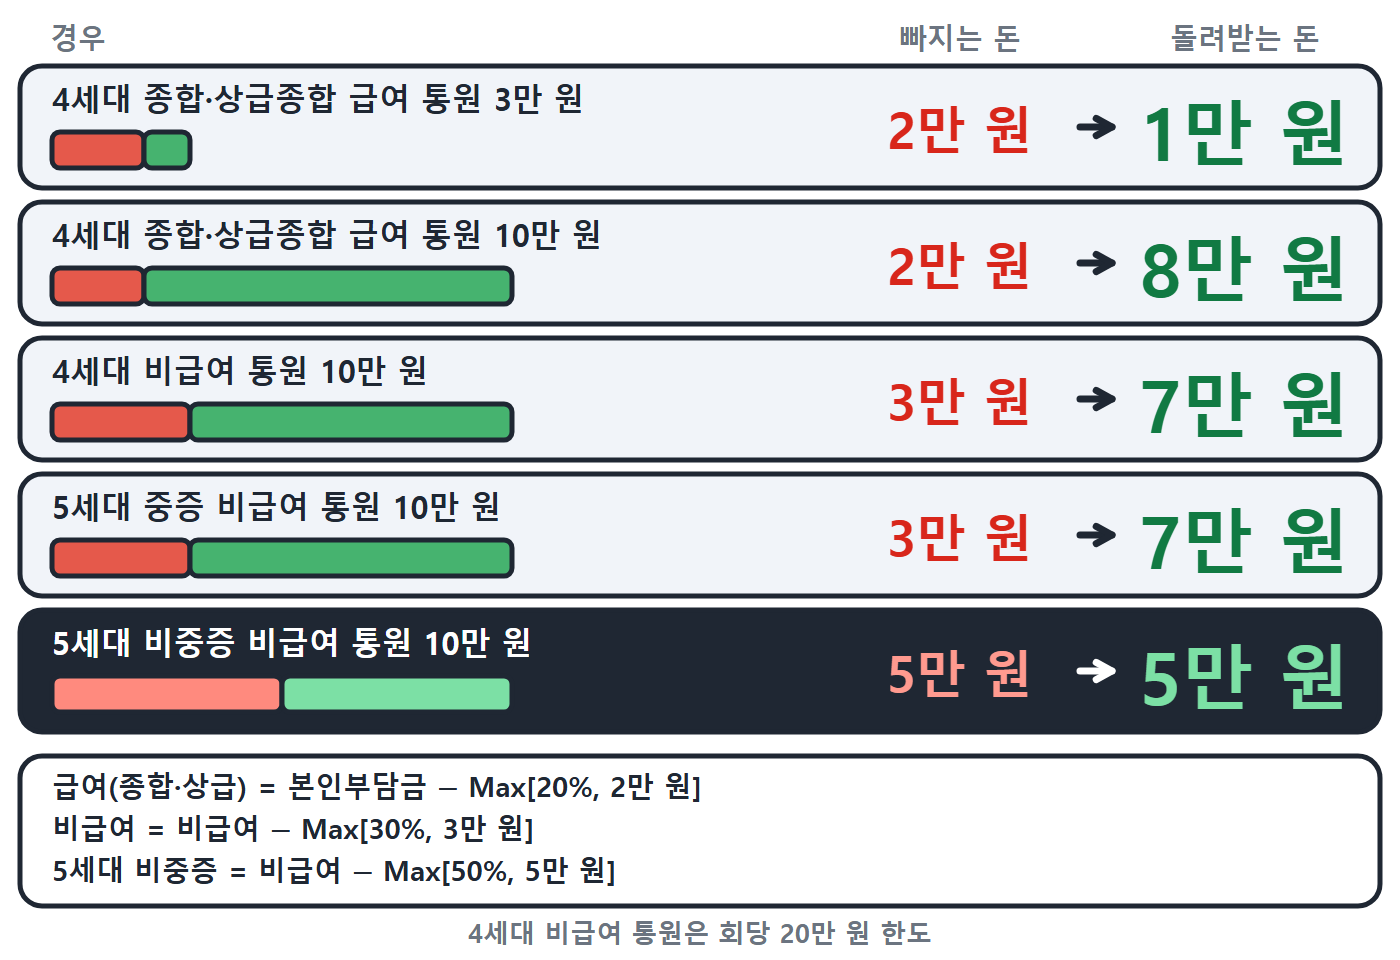 경우 빠지는 돈 돌려받는 돈
4세대 종합·상급종합 급여 통원 3만 원
2만 원 → 1만 원
4세대 종합·상급종합 급여 통원 10만 원
2만 원 → 8만 원
4세대 비급여 통원 10만 원
3만 원 → 7만 원
5세대 중증 비급여 통원 10만 원
3만 원 → 7만 원
5세대 비중증 비급여 통원 10만 원
5만 원 → 5만 원
급여(종합·상급) = 본인부담금 − Max[20%, 2만 원]
비급여 = 비급여 − Max[30%, 3만 원]
5세대 비중증 = 비급여 − Max[50%, 5만 원]
4세대 비급여 통원은 회당 20만 원 한도